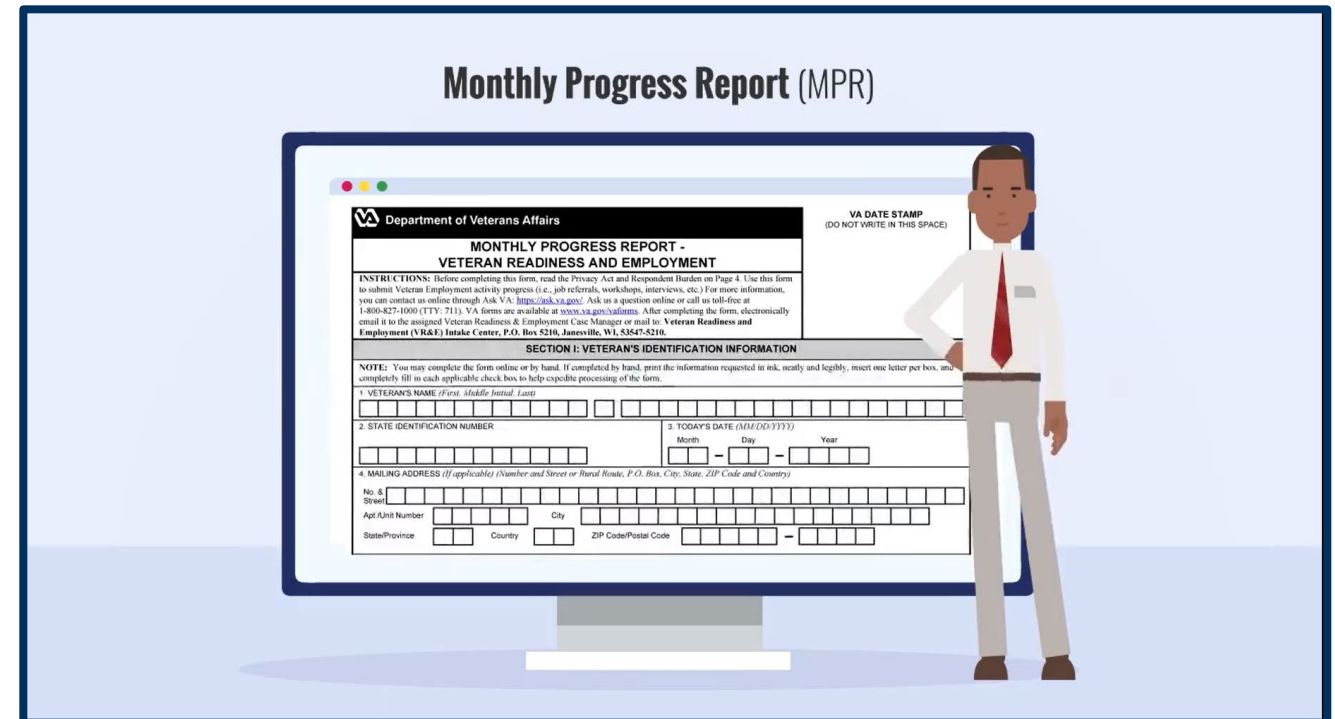 Monthly Progress Report (MPR)
VA Department of Veterans Affairs
VA DATE STAMP
(DO NOT WRITE IN THIS SPACE)
MONTHLY PROGRESS REPORT -
VETERAN READINESS AND EMPLOYMENT
INSTRUCTIONS: Before completing this form, read the Privacy Act and Respondent Burden on Page 4. Use this form
to submit Veteran Employment activity progress (i.e., job referrals, workshops, interviews, etc.) For more information,
you can contact us online through Ask VA: https://ask.va.gov/. Ask us a question online or call us toll-free at
1-800-827-1000 (TTY: 711). VA forms are available at www.va.gov/vaforms. After completing the form, electronically
email it to the assigned Veteran Readiness & Employment Case Manager or mail to: Veteran Readiness and
Employment (VR&E) Intake Center, P.O. Box 5210, Janesville, WI, 53547-5210.
SECTION I: VETERAN'S IDENTIFICATION INFORMATION
NOTE: You may complete the form online or by hand. If completed by hand, print the information requested in ink, neatly and legibly, insert one letter per box, and
completely fill in each applicable check box to help expedite processing of the form.
1. VETERAN'S NAME (First, Middle Initial, Last)
2. STATE IDENTIFICATION NUMBER
3. TODAY'S DATE (MM/DD/YYYY)
Month Day Year
4. MAILING ADDRESS (If applicable) (Number and Street or Rural Route, P.O. Box, City, State, ZIP Code and Country)
No. &
Street
Apt./Unit Number City
State/Province Country ZIP Code/Postal Code